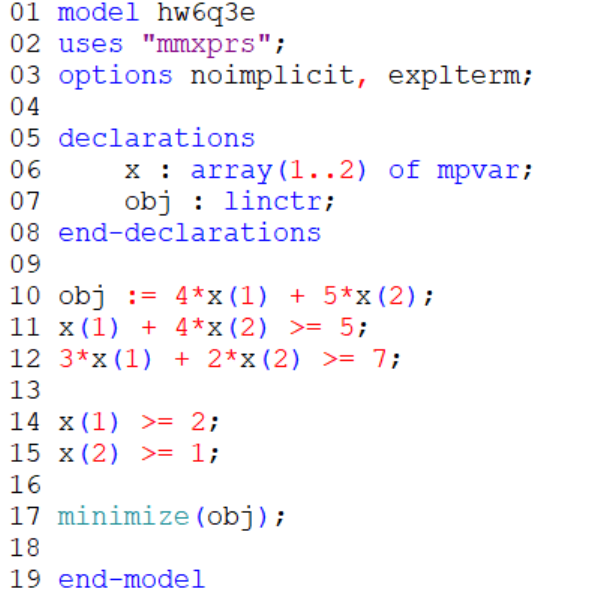 01 model hw6q3e
02 uses "mmxprs";
03 options noimplicit, explterm;
04
05 declarations
06     x : array(1..2) of mpvar;
07     obj : linctr;
08 end-declarations
09
10 obj := 4*x(1) + 5*x(2);
11 x(1) + 4*x(2) >= 5;
12 3*x(1) + 2*x(2) >= 7;
13
14 x(1) >= 2;
15 x(2) >= 1;
16
17 minimize(obj);
18
19 end-model